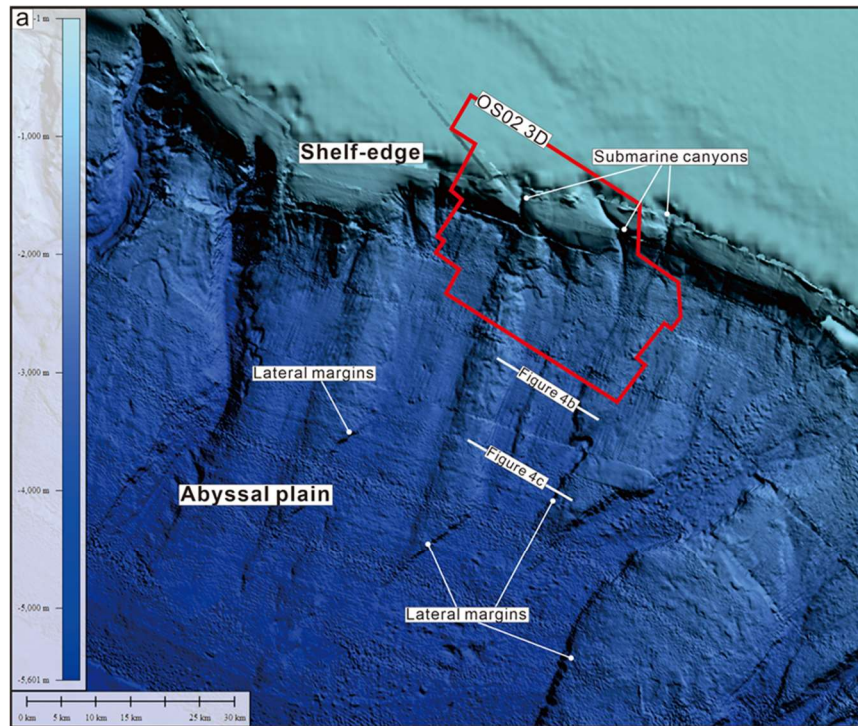 a
-1 m
-1,000 m
-2,000 m
-3,000 m
-4,000 m
-5,000 m
-5,601 m
OS02 3D
Shelf-edge
Submarine canyons
Lateral margins
Figure 4b
Figure 4c
Abyssal plain
Lateral margins
0 km 5 km 10 km 15 km 25 km 30 km